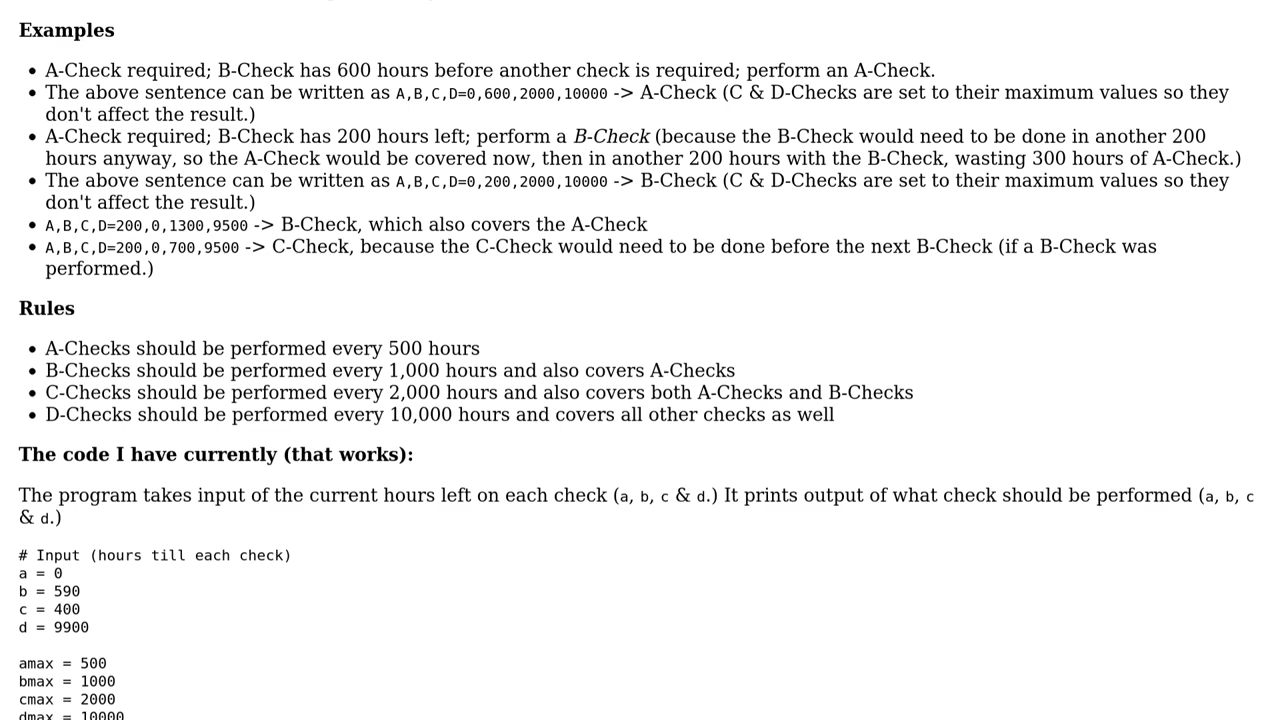 Examples
• A-Check required; B-Check has 600 hours before another check is required; perform an A-Check.
• The above sentence can be written as A,B,C,D=0,600,2000,10000 -> A-Check (C & D-Checks are set to their maximum values so they
don't affect the result.)
• A-Check required; B-Check has 200 hours left; perform a B-Check (because the B-Check would need to be done in another 200
hours anyway, so the A-Check would be covered now, then in another 200 hours with the B-Check, wasting 300 hours of A-Check.)
• The above sentence can be written as A,B,C,D=0,200,2000,10000 -> B-Check (C & D-Checks are set to their maximum values so they
don't affect the result.)
• A,B,C,D=200,0,1300,9500 -> B-Check, which also covers the A-Check
• A,B,C,D=200,0,700,9500 -> C-Check, because the C-Check would need to be done before the next B-Check (if a B-Check was
performed.)
Rules
• A-Checks should be performed every 500 hours
• B-Checks should be performed every 1,000 hours and also covers A-Checks
• C-Checks should be performed every 2,000 hours and also covers both A-Checks and B-Checks
• D-Checks should be performed every 10,000 hours and covers all other checks as well
The code I have currently (that works):
The program takes input of the current hours left on each check (a, b, c & d.) It prints output of what check should be performed (a, b, c
& d.)
# Input (hours till each check)
a = 0
b = 590
c = 400
d = 9900
amax = 500
bmax = 1000
cmax = 2000
dmax = 10000